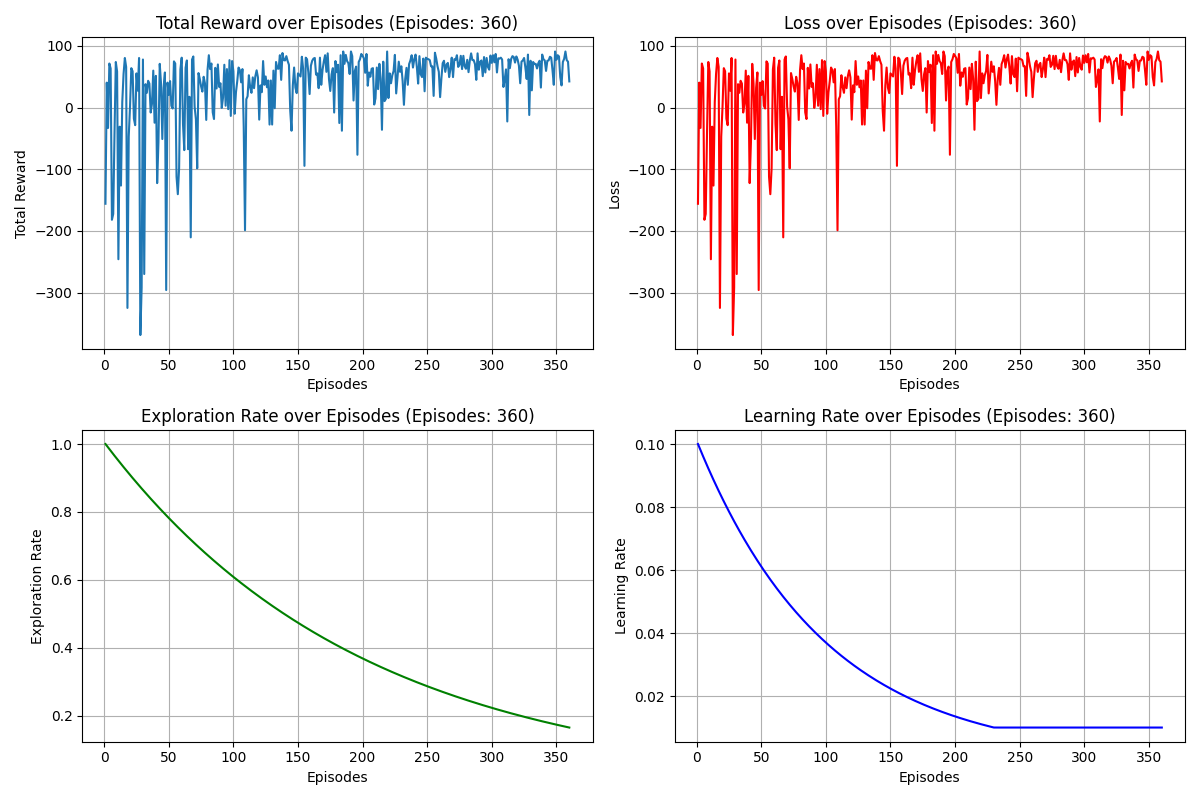 Total Reward over Episodes (Episodes: 360)
Total Reward
100
0
−100
−200
−300
0 50 100 150 200 250 300 350
Episodes
Loss over Episodes (Episodes: 360)
Loss
100
0
−100
−200
−300
0 50 100 150 200 250 300 350
Episodes
Exploration Rate over Episodes (Episodes: 360)
Exploration Rate
1.0
0.8
0.6
0.4
0.2
0 50 100 150 200 250 300 350
Episodes
Learning Rate over Episodes (Episodes: 360)
Learning Rate
0.10
0.08
0.06
0.04
0.02
0 50 100 150 200 250 300 350
Episodes